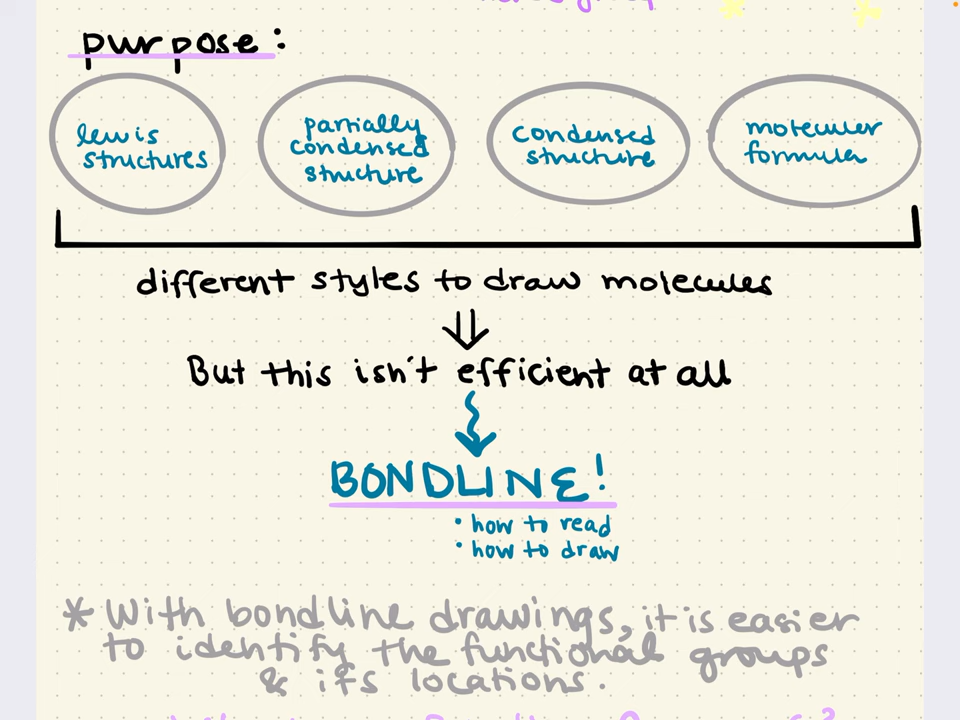 purpose:
lewis
structures
partially
condensed
structure
condensed
structure
molecular
formula
different styles to draw molecules
But this isn't efficient at all
BONDLINE!
• how to read
• how to draw
* With bondline drawings, it is easier
to identify the functional groups
& its locations.